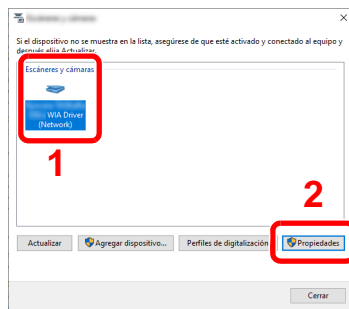 Si el dispositivo no se muestra en la lista, asegúrese de que esté activado y conectado al equipo y
después elija Actualizar.
Escáneres y cámaras
WIA Driver
(Network)
1
2
Actualizar
Agregar dispositivo...
Perfiles de digitalización
Propiedades
Cerrar